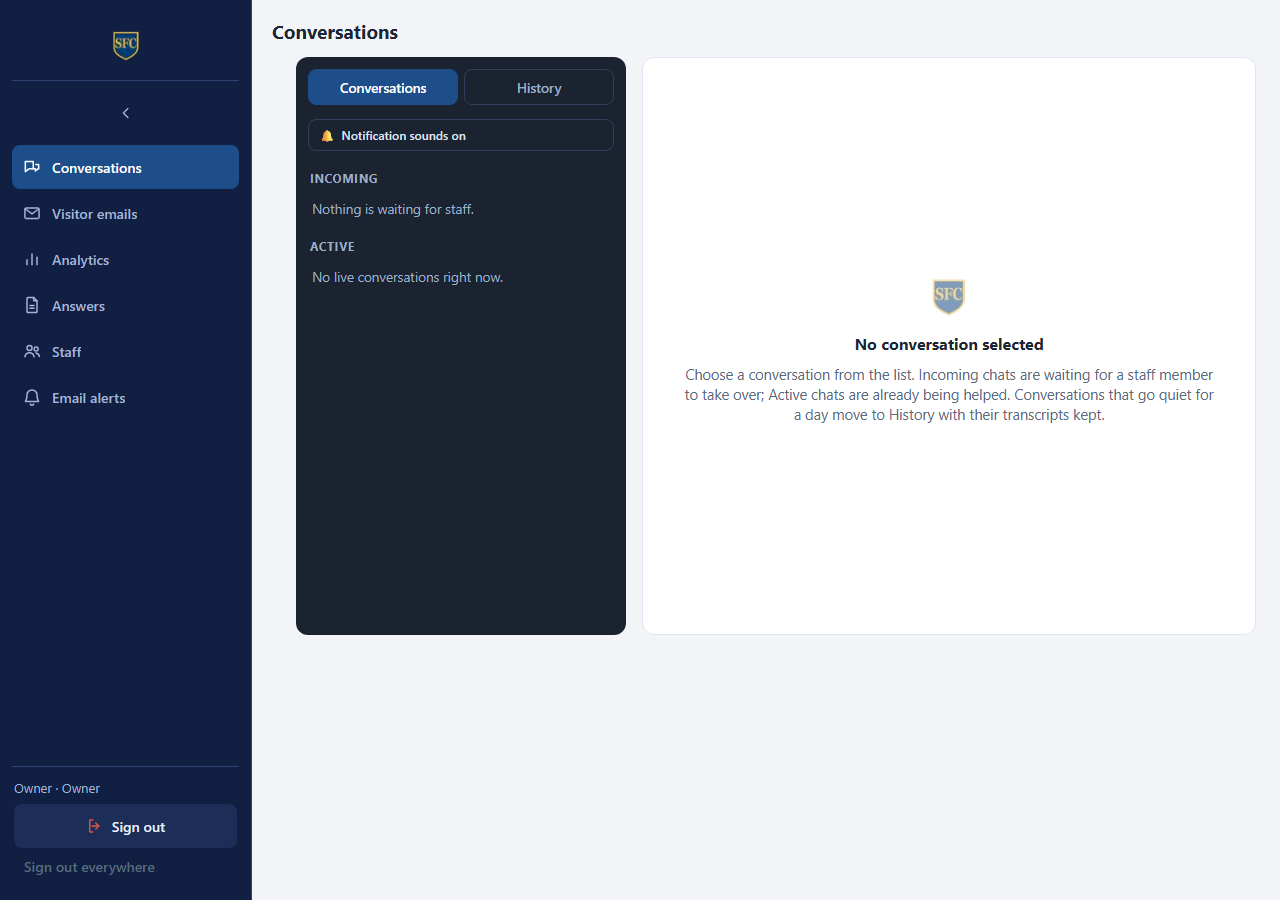 SFC
Conversations
Visitor emails
Analytics
Answers
Staff
Email alerts
Owner · Owner
Sign out
Sign out everywhere
Conversations
Conversations
History
Notification sounds on
INCOMING
Nothing is waiting for staff.
ACTIVE
No live conversations right now.
SFC
No conversation selected
Choose a conversation from the list. Incoming chats are waiting for a staff member
to take over; Active chats are already being helped. Conversations that go quiet for
a day move to History with their transcripts kept.